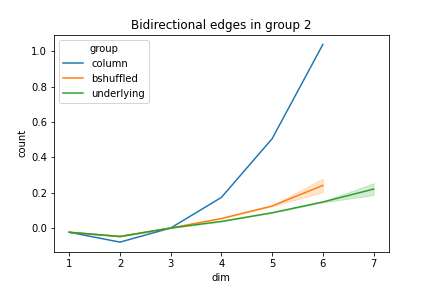 Bidirectional edges in group 2
group
column
bshuffled
underlying
count
1.0
0.8
0.6
0.4
0.2
0.0
1 2 3 4 5 6 7
dim